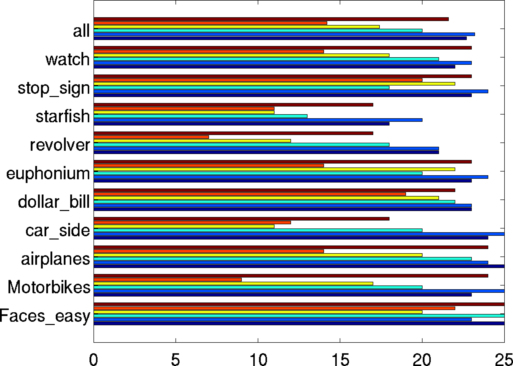 all
watch
stop_sign
starfish
revolver
euphonium
dollar_bill
car_side
airplanes
Motorbikes
Faces_easy
0 5 10 15 20 25